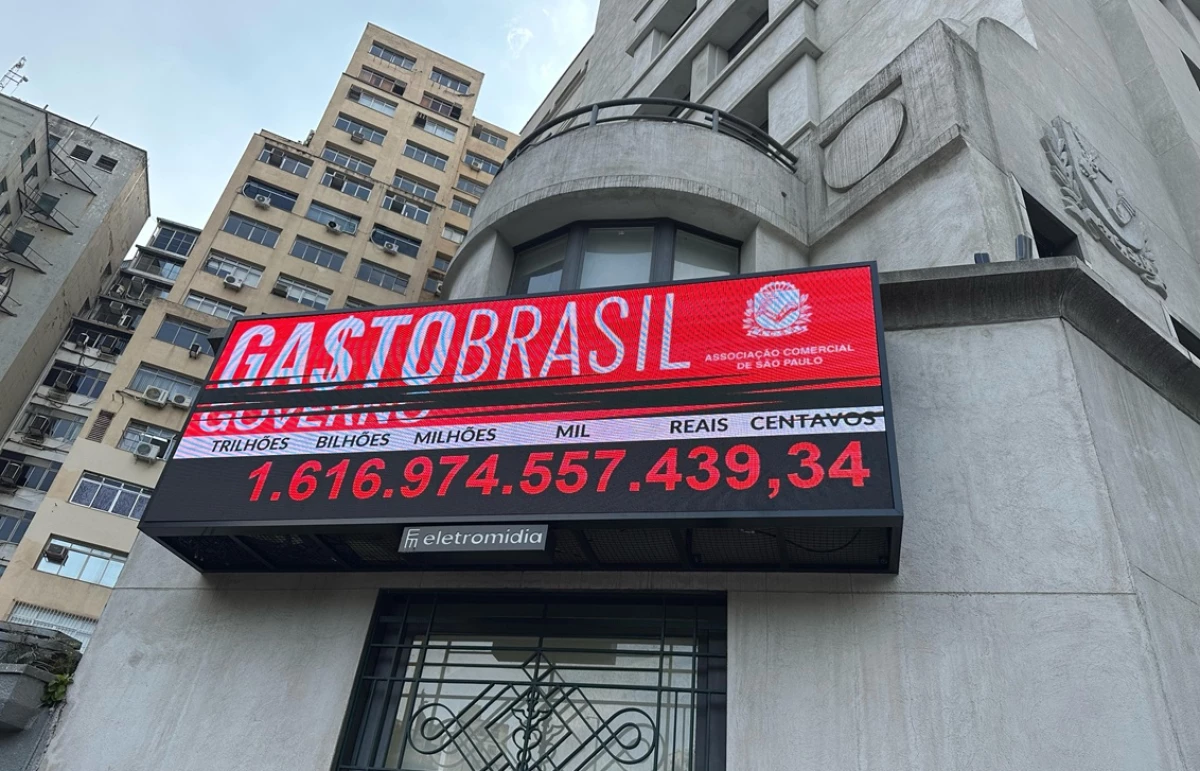 GA$TOBRASIL
ASSOCIAÇÃO COMERCIAL
DE SÃO PAULO
GOVERNO
TRILHÕES BILHÕES MILHÕES MIL REAIS CENTAVOS
1.616.974.557.439,34
eletromidia